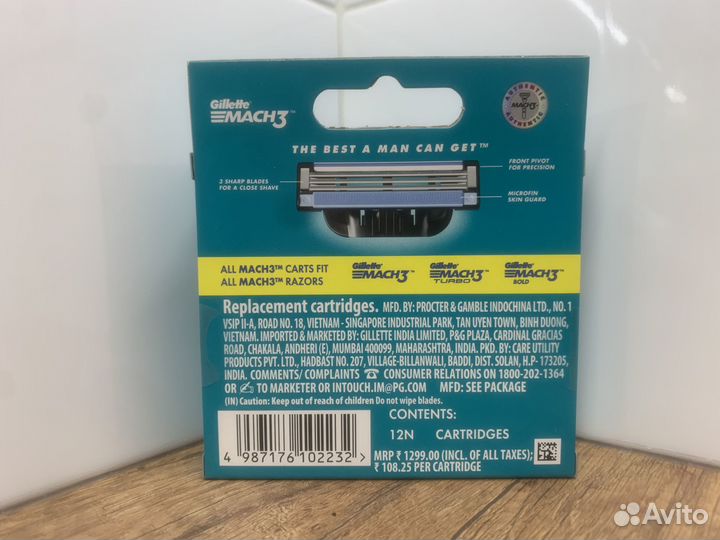 Gillette
MACH3™
AUTHENTIC
MACH3
AUTHENTIC
THE BEST A MAN CAN GET™
3 SHARP BLADES
FOR A CLOSE SHAVE
FRONT PIVOT
FOR PRECISION
MICROFIN
SKIN GUARD
ALL MACH3™ CARTS FIT
ALL MACH3™ RAZORS
Gillette
MACH3™
Gillette
MACH3™
TURBO
Gillette
MACH3™
BOLD
Replacement cartridges. MFD. BY: PROCTER & GAMBLE INDOCHINA LTD., NO. 1
VSIP II-A, ROAD NO. 18, VIETNAM - SINGAPORE INDUSTRIAL PARK, TAN UYEN TOWN, BINH DUONG,
VIETNAM. IMPORTED & MARKETED BY: GILLETTE INDIA LIMITED, P&G PLAZA, CARDINAL GRACIAS
ROAD, CHAKALA, ANDHERI (E), MUMBAI 400099, MAHARASHTRA, INDIA. PKD. BY: CARE UTILITY
PRODUCTS PVT. LTD., HADBAST NO. 207, VILLAGE-BILLANWALI, BADDI, DIST. SOLAN, H.P. 173205,
INDIA. COMMENTS/ COMPLAINTS ☎ CONSUMER RELATIONS ON 1800-202-1364
OR ✍ TO MARKETER OR INTOUCH.IM@PG.COM MFD: SEE PACKAGE
(IN) Caution: Keep out of reach of children Do not wipe blades.
CONTENTS:
12N CARTRIDGES
4 987176 102232 >
MRP ₹ 1299.00 (INCL. OF ALL TAXES);
₹ 108.25 PER CARTRIDGE
Avito